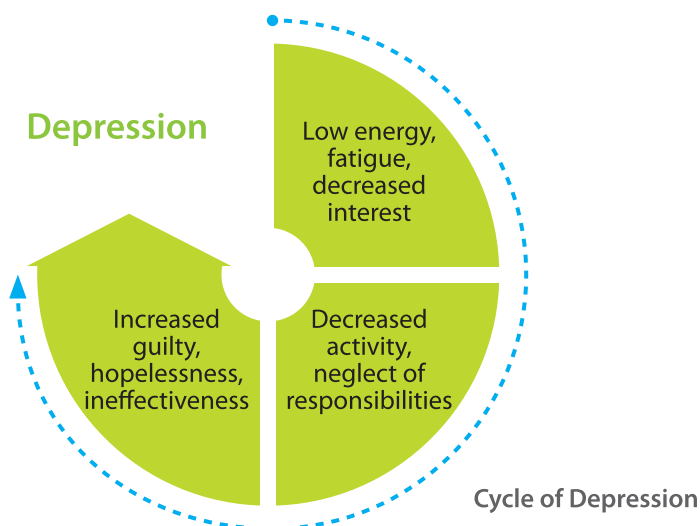 Depression
Low energy,
fatigue,
decreased
interest
Decreased
activity,
neglect of
responsibilities
Increased
guilty,
hopelessness,
ineffectiveness
Cycle of Depression